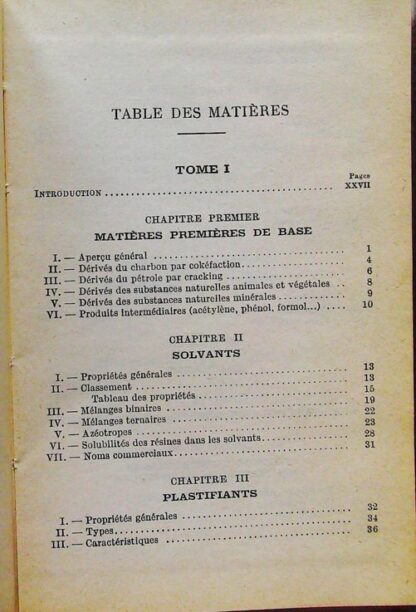 TABLE DES MATIÈRES
TOME I
Pages
INTRODUCTION ........................................ XXVII
CHAPITRE PREMIER
MATIÈRES PREMIÈRES DE BASE
I. — Aperçu général ........................................ 1
II. — Dérivés du charbon par cokéfaction ........................ 4
III. — Dérivés du pétrole par cracking ........................ 6
IV. — Dérivés des substances naturelles animales et végétales .. 8
V. — Dérivés des substances naturelles minérales .............. 9
VI. — Produits intermédiaires (acétylène, phénol, formol...) .... 10
CHAPITRE II
SOLVANTS
I. — Propriétés générales ........................ 13
II. — Classement ........................ 13
Tableau des propriétés ........................ 15
III. — Mélanges binaires ........................ 19
IV. — Mélanges ternaires ........................ 22
V. — Azéotropes ........................ 23
VI. — Solubilités des résines dans les solvants ................ 28
VII. — Noms commerciaux ........................ 31
CHAPITRE III
PLASTIFIANTS
I. — Propriétés générales ........................ 32
II. — Types ........................ 34
III. — Caractéristiques ........................ 36